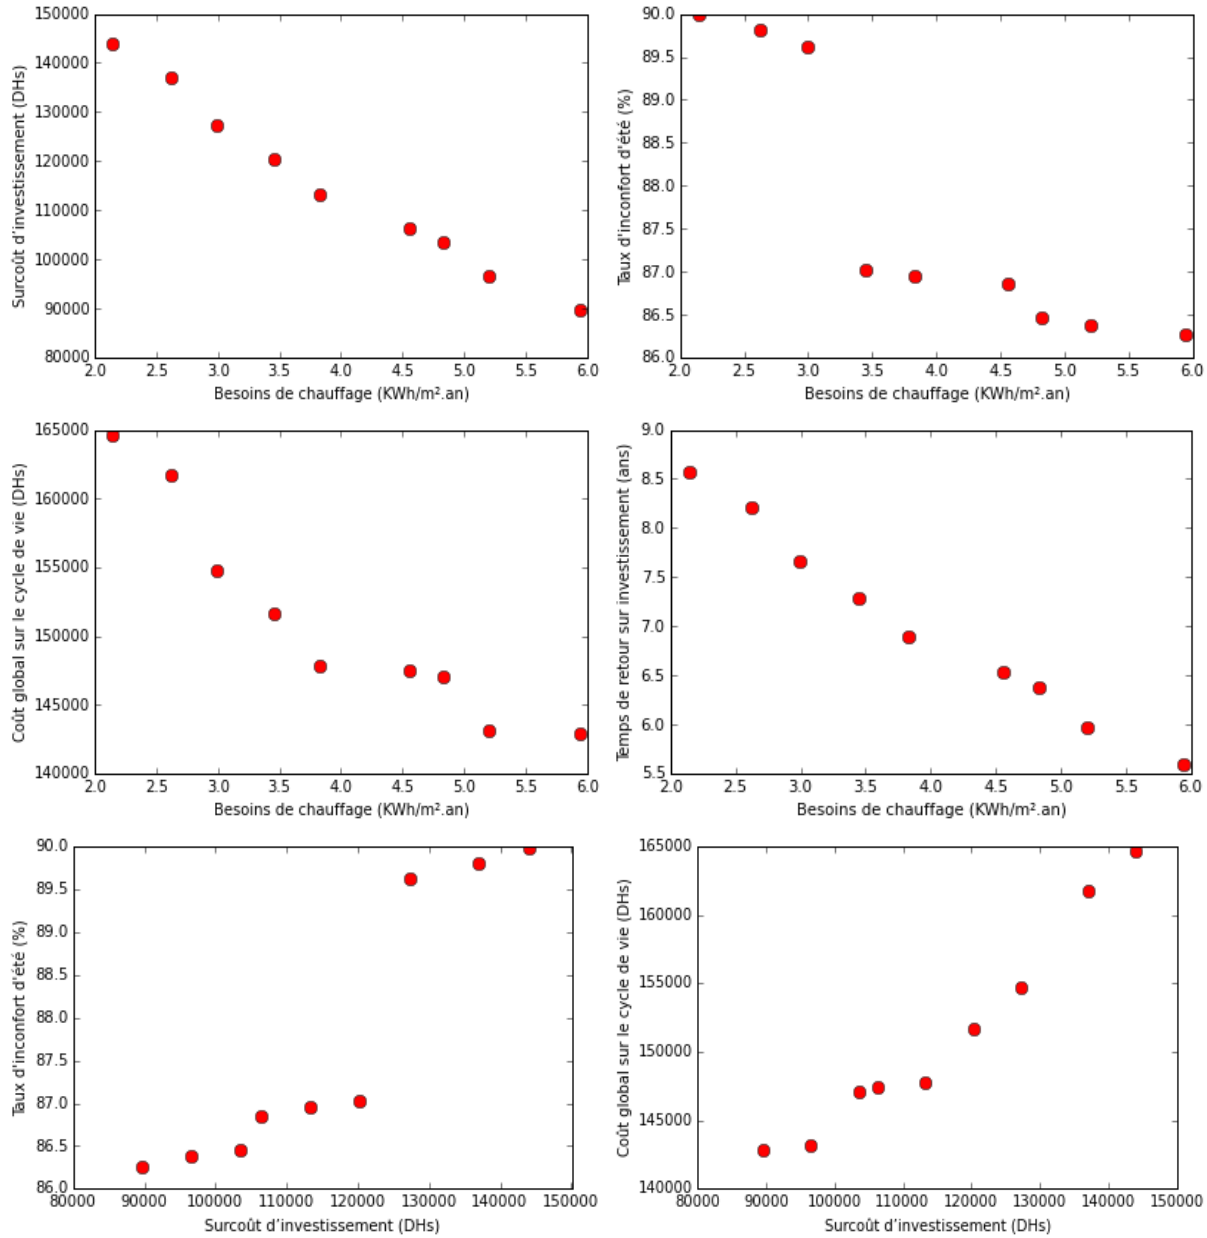 150000
140000
130000
120000
110000
100000
90000
80000
Surcoût d’investissement (DHs)
2.0 2.5 3.0 3.5 4.0 4.5 5.0 5.5 6.0
Besoins de chauffage (KWh/m².an)
90.0
89.5
89.0
88.5
88.0
87.5
87.0
86.5
86.0
Taux d'inconfort d'été (%)
2.0 2.5 3.0 3.5 4.0 4.5 5.0 5.5 6.0
Besoins de chauffage (KWh/m².an)
165000
160000
155000
150000
145000
140000
Coût global sur le cycle de vie (DHs)
2.0 2.5 3.0 3.5 4.0 4.5 5.0 5.5 6.0
Besoins de chauffage (KWh/m².an)
9.0
8.5
8.0
7.5
7.0
6.5
6.0
5.5
Temps de retour sur investissement (ans)
2.0 2.5 3.0 3.5 4.0 4.5 5.0 5.5 6.0
Besoins de chauffage (KWh/m².an)
90.0
89.5
89.0
88.5
88.0
87.5
87.0
86.5
86.0
Taux d'inconfort d'été (%)
80000 90000 100000 110000 120000 130000 140000 150000
Surcoût d’investissement (DHs)
165000
160000
155000
150000
145000
140000
Coût global sur le cycle de vie (DHs)
80000 90000 100000 110000 120000 130000 140000 150000
Surcoût d’investissement (DHs)